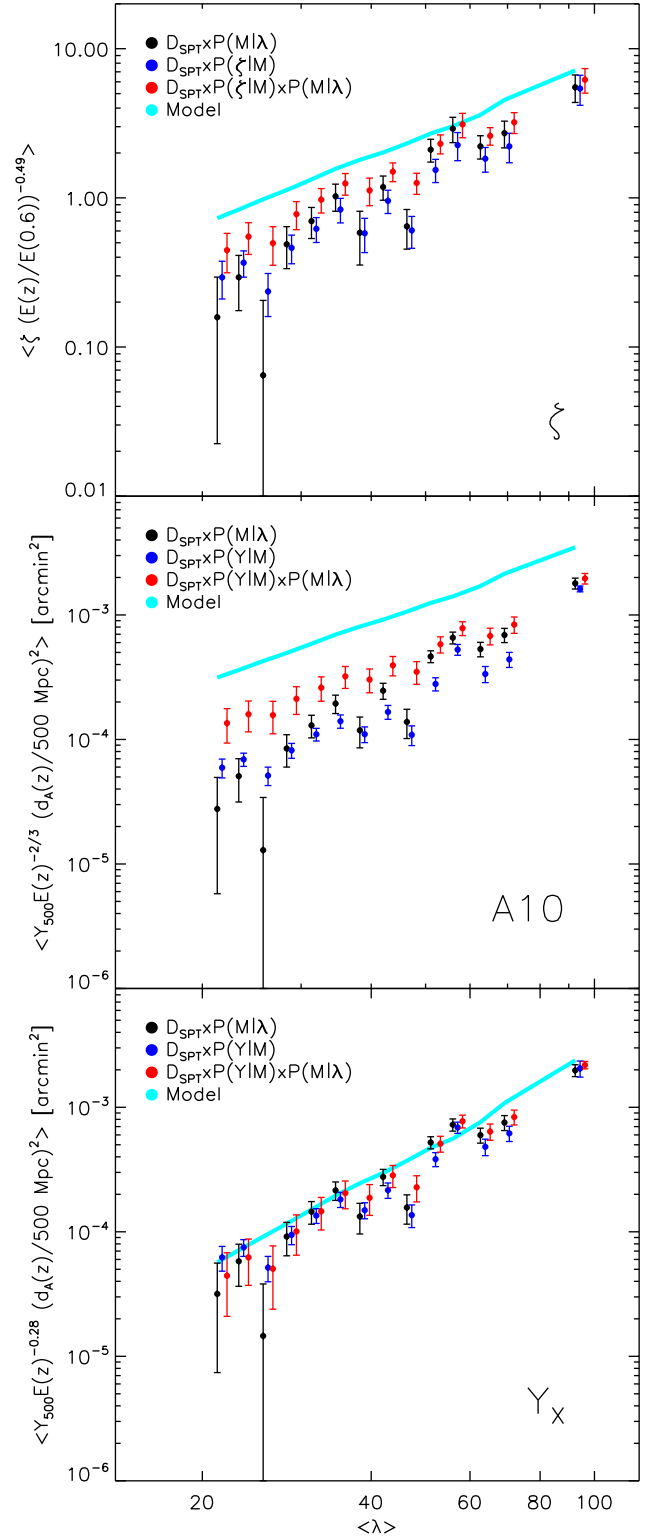 10.00
1.00
0.10
0.01
<ζ (E(z)/E(0.6))^-0.49>
D_SPT x P(M|λ)
D_SPT x P(ζ|M)
D_SPT x P(ζ|M) x P(M|λ)
Model
ζ
10^-3
10^-4
10^-5
10^-6
<Y_500 E(z)^-2/3 (d_A(z)/500 Mpc)^2> [arcmin^2]
D_SPT x P(M|λ)
D_SPT x P(Y|M)
D_SPT x P(Y|M) x P(M|λ)
Model
A10
10^-3
10^-4
10^-5
10^-6
<Y_500 E(z)^-0.28 (d_A(z)/500 Mpc)^2> [arcmin^2]
D_SPT x P(M|λ)
D_SPT x P(Y|M)
D_SPT x P(Y|M) x P(M|λ)
Model
Y_X
20 40 60 80 100
<λ>